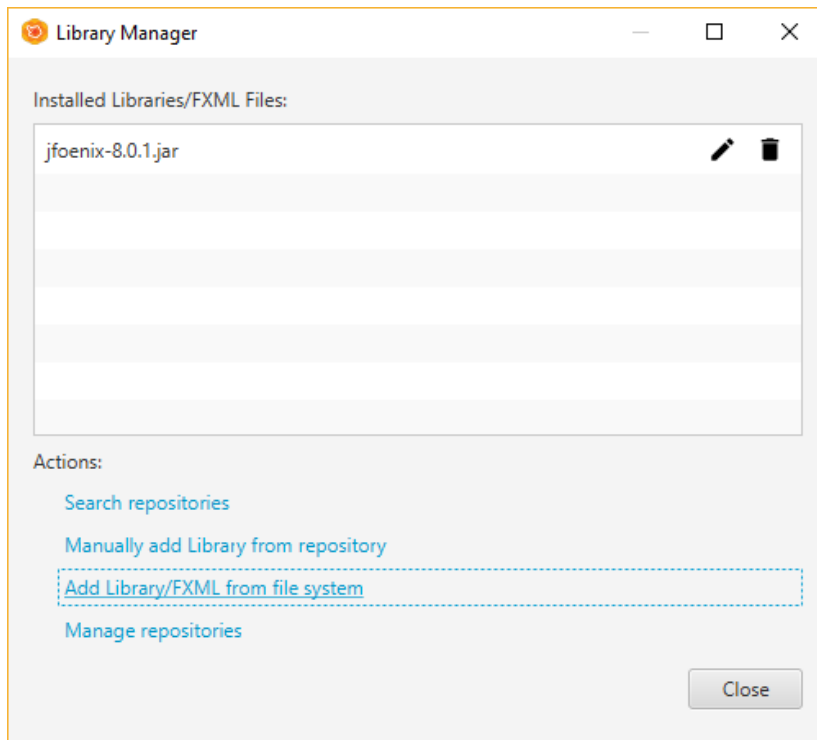 Library Manager
Installed Libraries/FXML Files:
jfoenix-8.0.1.jar
Actions:
Search repositories
Manually add Library from repository
Add Library/FXML from file system
Manage repositories
Close